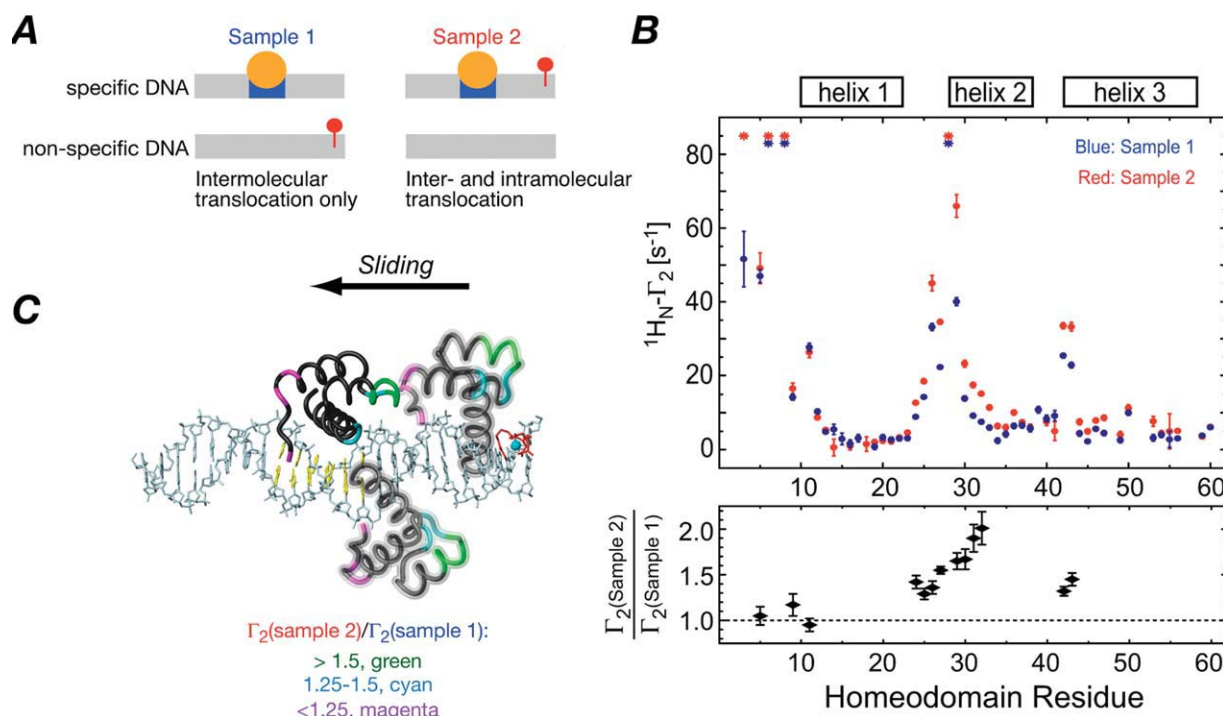 A
Sample 1
Sample 2
specific DNA
non-specific DNA
Intermolecular
translocation only
Inter- and intramolecular
translocation
B
helix 1
helix 2
helix 3
Blue: Sample 1
Red: Sample 2
¹H_N-Γ₂ [s⁻¹]
80
60
40
20
0
10
20
30
40
50
60
Γ₂(Sample 2)
Γ₂(Sample 1)
2.0
1.5
1.0
10
20
30
40
50
60
Homeodomain Residue
C
Sliding
Γ₂(sample 2)/Γ₂(sample 1):
> 1.5, green
1.25-1.5, cyan
<1.25, magenta